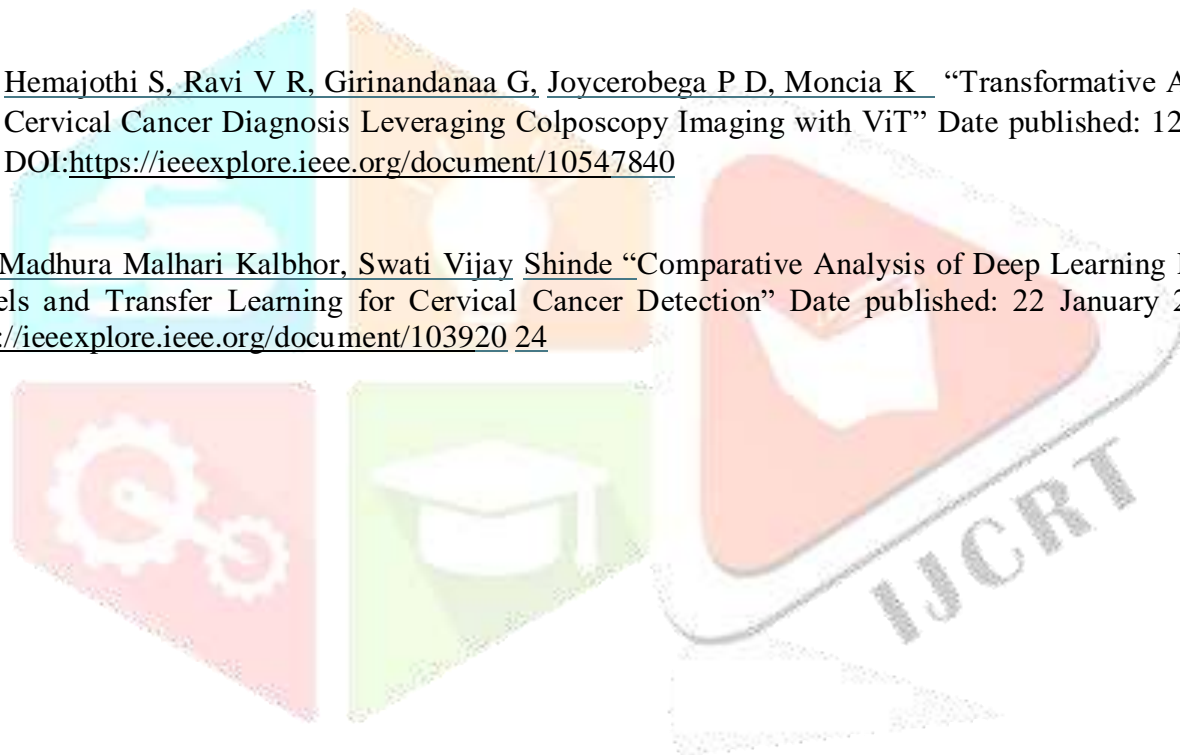 Hemajothi S, Ravi V R, Girinandanaa G, Joycerobega P D, Moncia K “Transformative A
Cervical Cancer Diagnosis Leveraging Colposcopy Imaging with ViT” Date published: 12
DOI:https://ieeexplore.ieee.org/document/10547840
Madhura Malhari Kalbhor, Swati Vijay Shinde “Comparative Analysis of Deep Learning
els and Transfer Learning for Cervical Cancer Detection” Date published: 22 January 2
://ieeexplore.ieee.org/document/103920 24
IJCRT